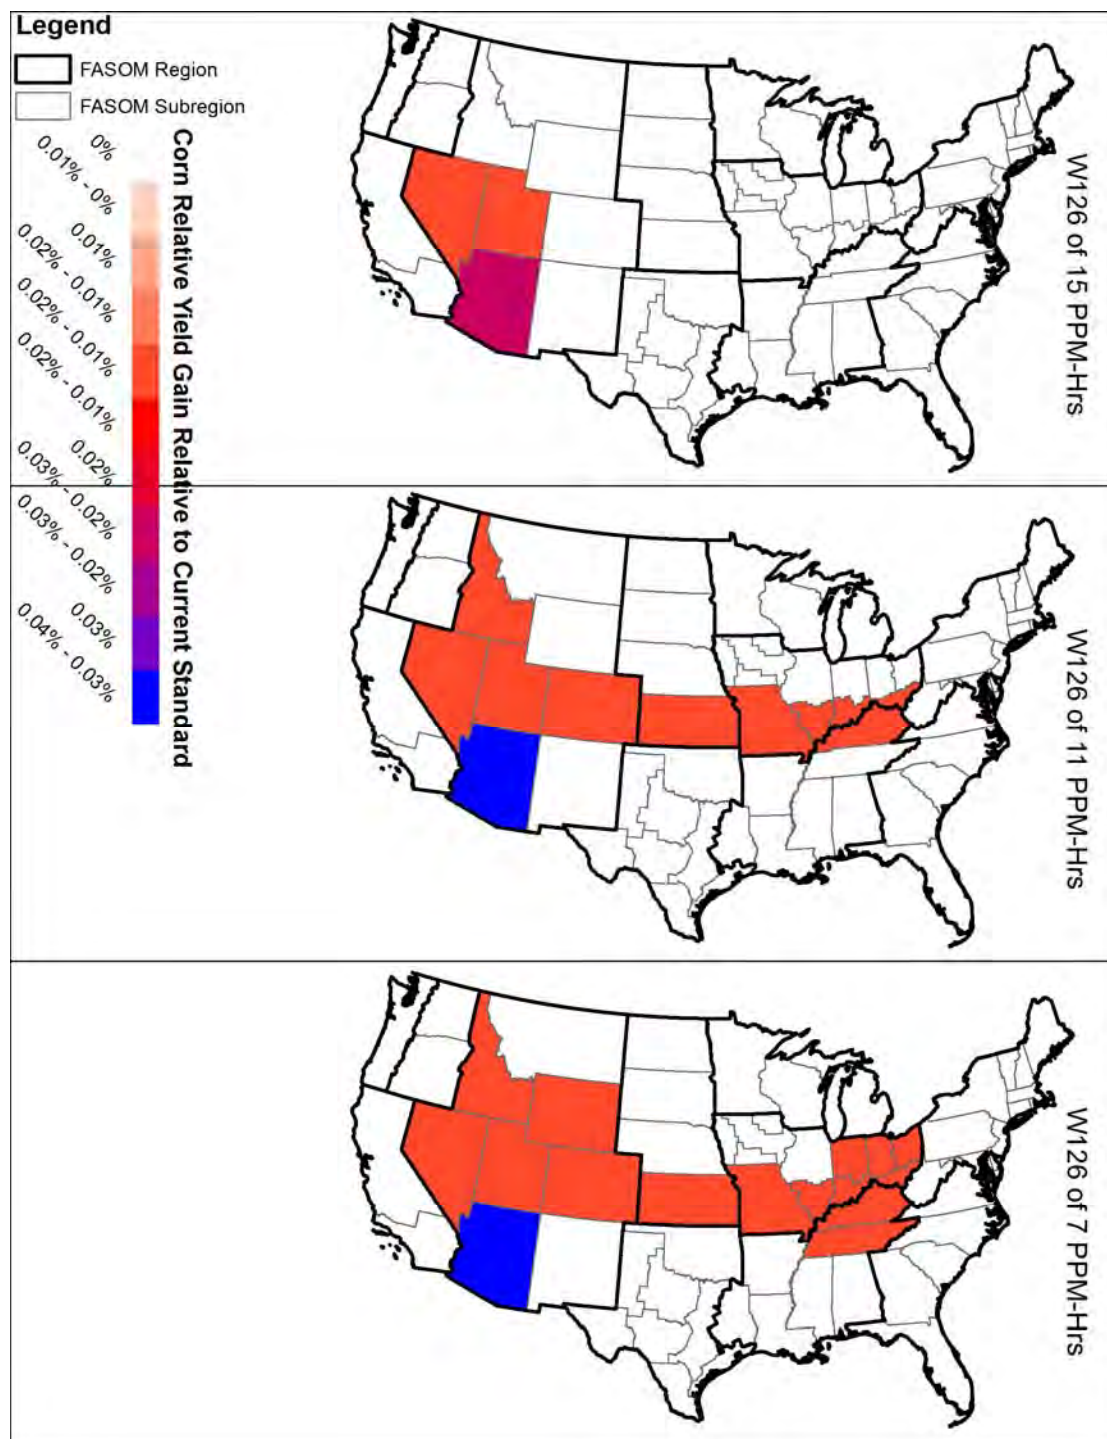 Legend
FASOM Region
FASOM Subregion
Corn Relative Yield Gain Relative to Current Standard
0%
0.01% - 0%
0.01%
0.02% - 0.01%
0.02% - 0.01%
0.02% - 0.01%
0.02%
0.03% - 0.02%
0.03% - 0.02%
0.03%
0.04% - 0.03%
W126 of 15 PPM-Hrs
W126 of 11 PPM-Hrs
W126 of 7 PPM-Hrs